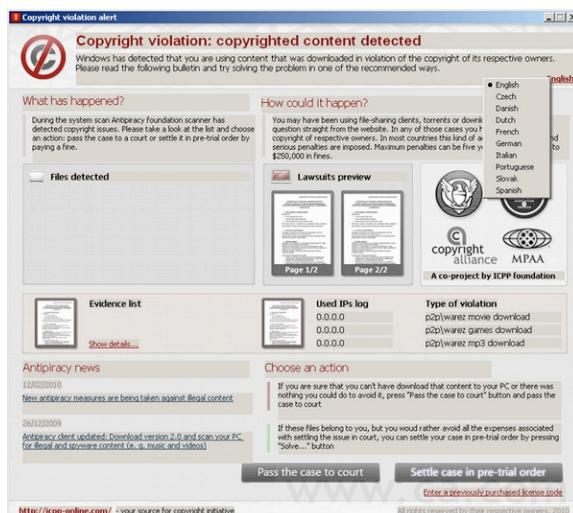 Copyright violation alert
Copyright violation: copyrighted content detected
Windows has detected that you are using content that was downloaded in violation of the copyright of its respective owners.
Please read the following bulletin and try solving the problem in one of the recommended ways.
English
English
Czech
Danish
Dutch
French
German
Italian
Portuguese
Slovak
Spanish
What has happened?
During the system scan Antipiracy foundation scanner has
detected copyright issues. Please take a look at the list and choose
an action: pass the case to a court or settle it in pre-trial order by
paying a fine.
How could it happen?
You may have been using file-sharing clients, torrents or
question straight from the website. In any of those cases you
copyright of respective owners. In most countries this kind of
serious penalties are imposed. Maximum penalties can be five to
$250,000 in fines.
Files detected
Lawsuits preview
Page 1/2
Page 2/2
copyright
alliance
MPAA
A co-project by ICPP foundation
Evidence list
Show details...
Used IPs log
0.0.0.0
0.0.0.0
0.0.0.0
Type of violation
p2p\warez movie download
p2p\warez games download
p2p\warez mp3 download
Antipiracy news
12/02/2010
New antipiracy measures are being taken against illegal content
26/12/2009
Antipiracy client updated: Download version 2.0 and scan your PC
for illegal and spyware content (e. g. music and videos)
Choose an action
If you are sure that you can't have download that content to your PC or there was
nothing you could do to avoid it, press "Pass the case to court" button and pass the
case to court
If these files belong to you, but you woud rather avoid all the expenses associated
with settling the issue in court, you can settle your case in pre-trial order by pressing
"Solve..." button
Pass the case to court
Settle case in pre-trial order
Enter a previously purchased license code
http://icpp-online.com/ - your source for copyright initiative
All rights reserved by their respective owners, 2010